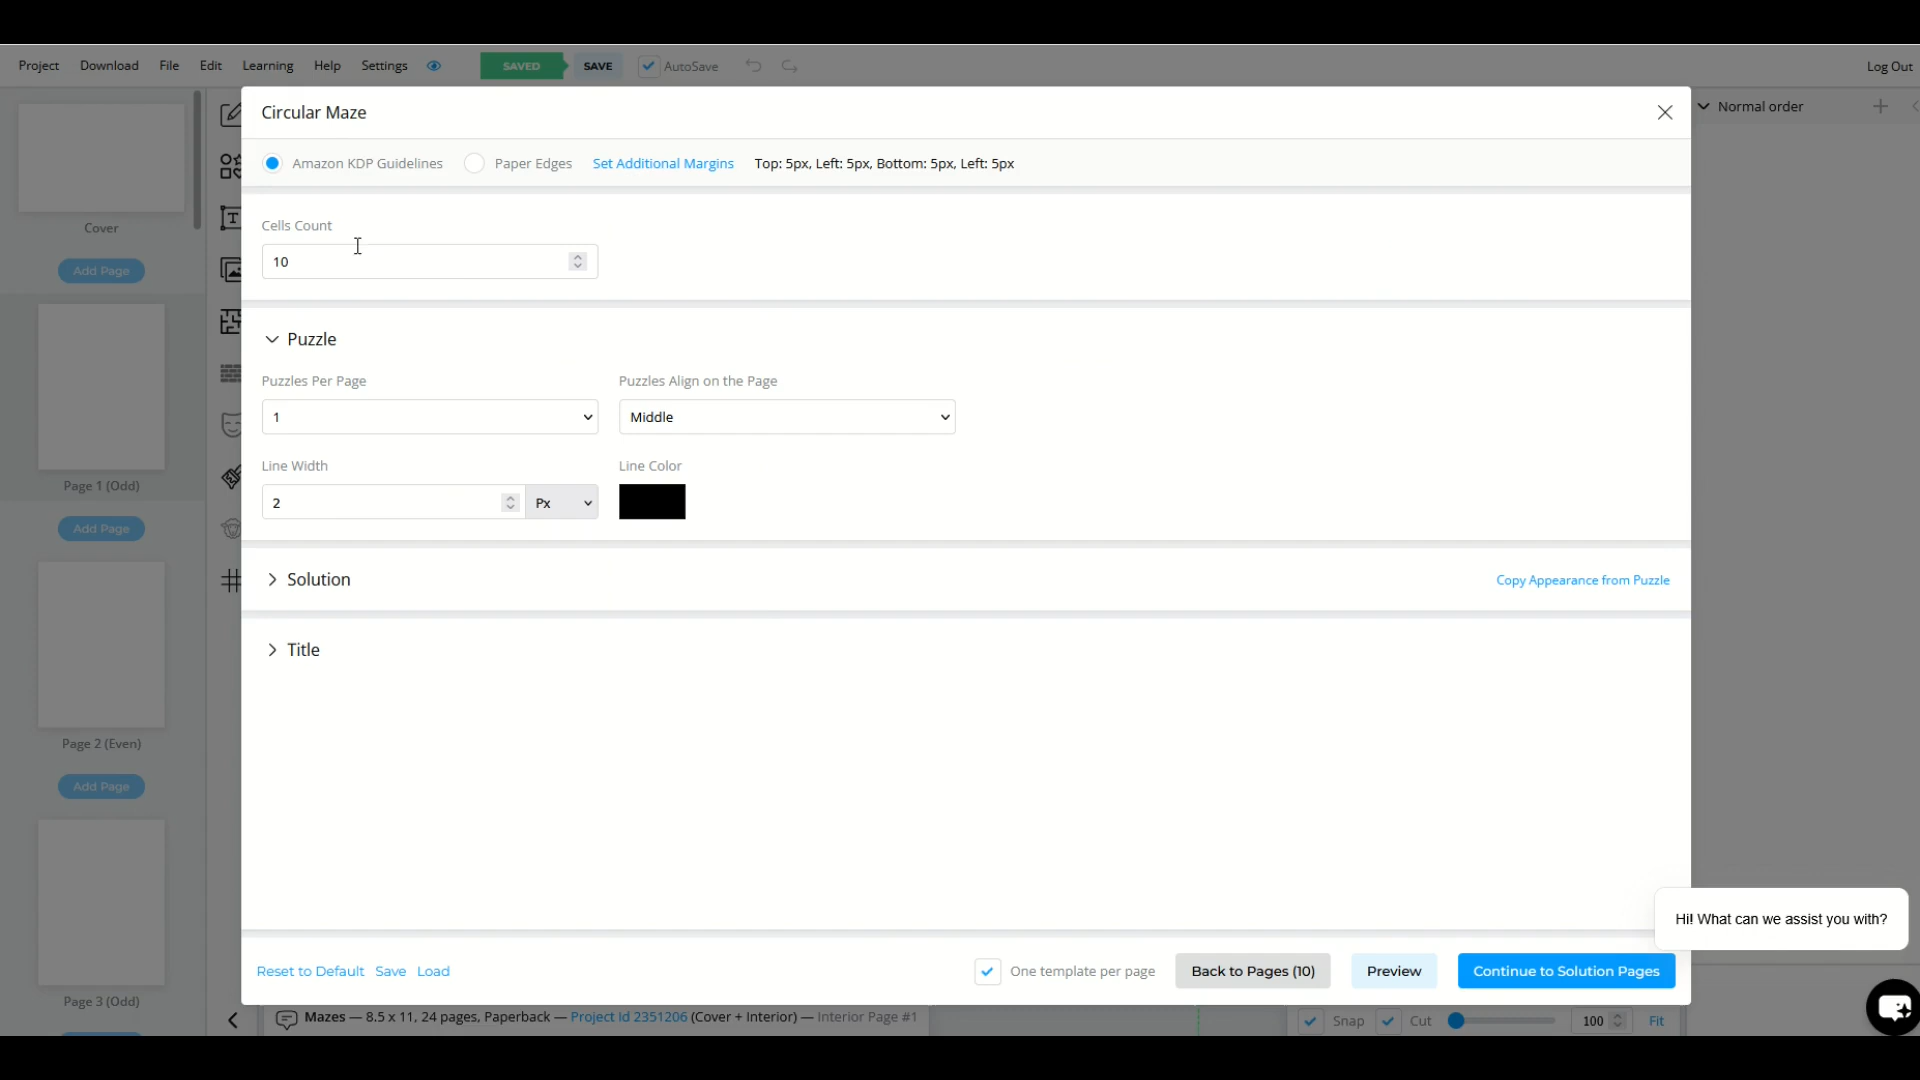 Project Download File Edit Learning Help Settings SAVED SAVE AutoSave Log Out
Cover
Add Page
Page 1 (Odd)
Add Page
Page 2 (Even)
Add Page
Page 3 (Odd)
Circular Maze
Amazon KDP Guidelines Paper Edges Set Additional Margins Top: 5px, Left: 5px, Bottom: 5px, Left: 5px
Cells Count
10
Puzzle
Puzzles Per Page Puzzles Align on the Page
1 Middle
Line Width Line Color
2 Px
Solution Copy Appearance from Puzzle
Title
Reset to Default Save Load One template per page Back to Pages (10) Preview Continue to Solution Pages
Normal order
Hi! What can we assist you with?
Mazes — 8.5 x 11, 24 pages, Paperback — Project Id 2351206 (Cover + Interior) — Interior Page #1 Snap Cut 100 Fit